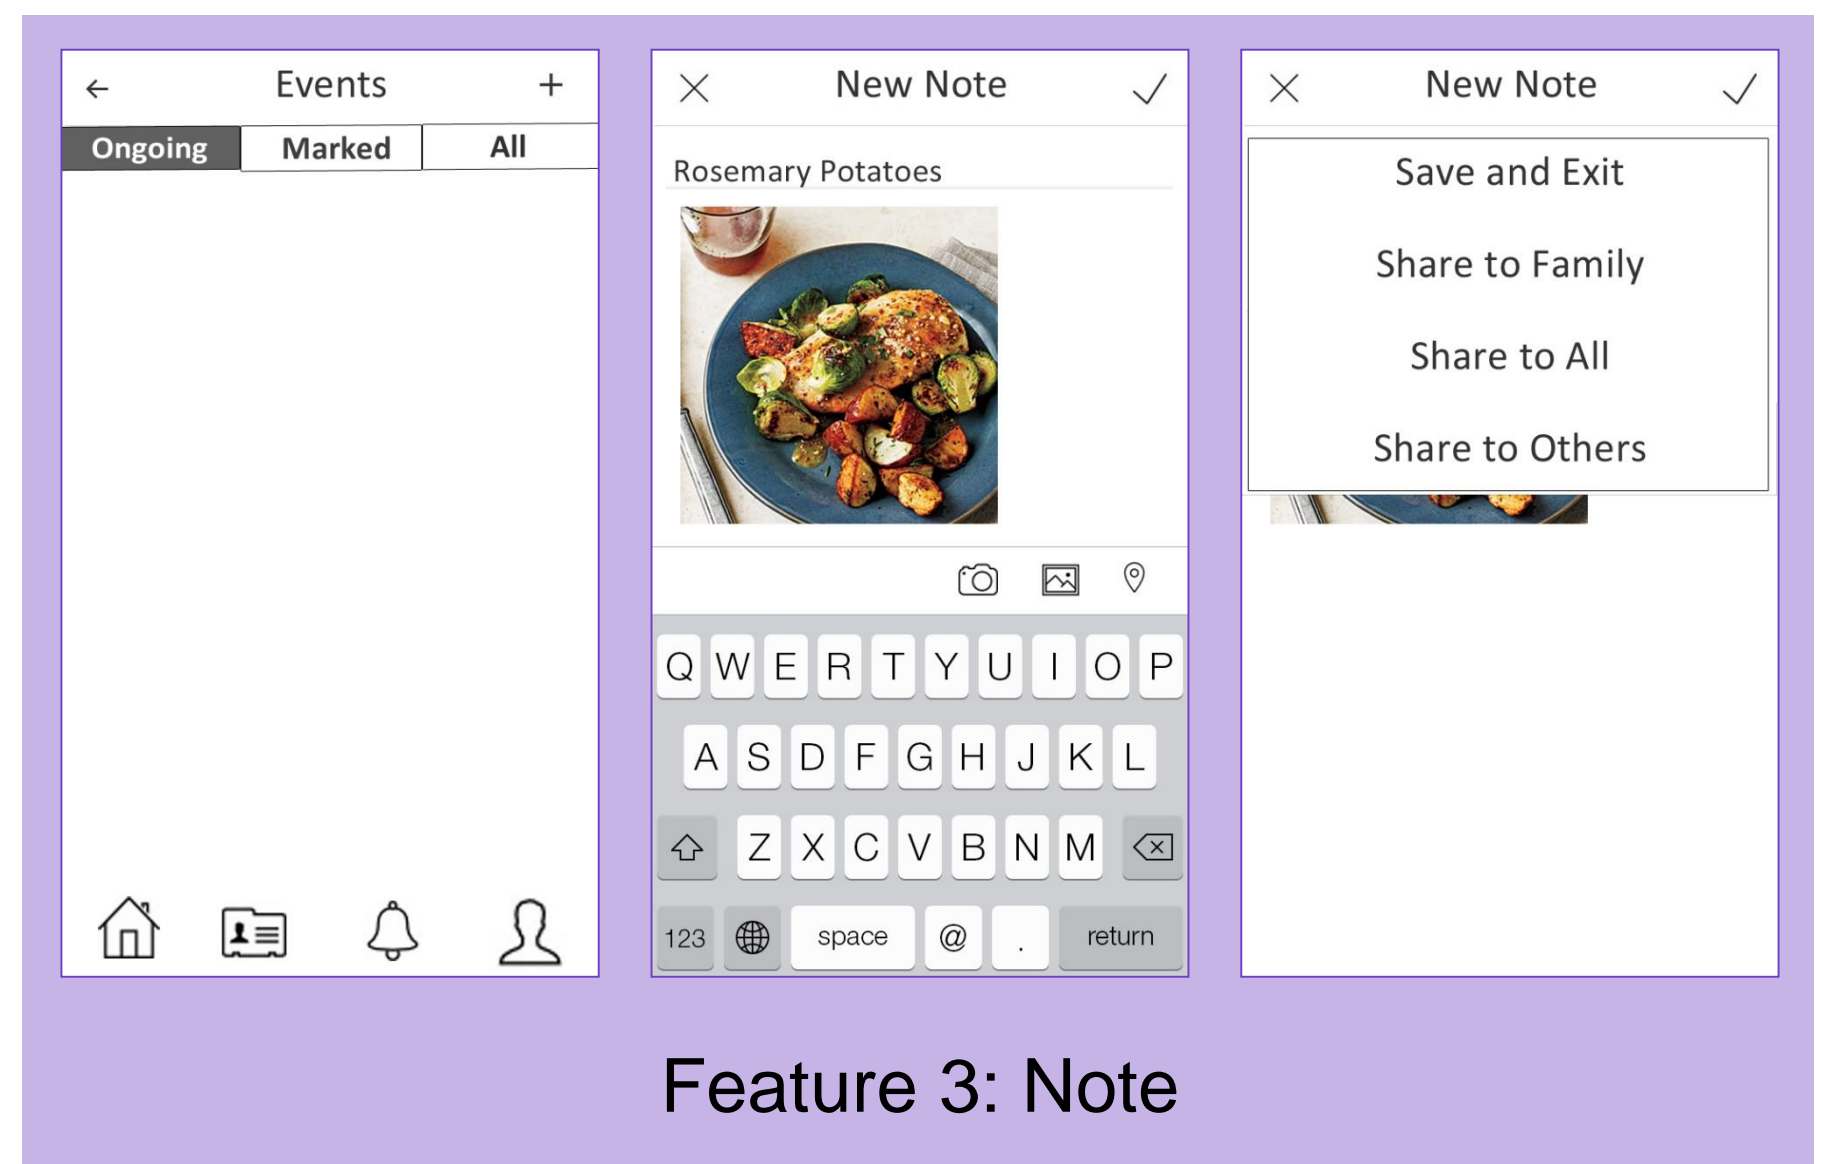 Events
Ongoing Marked All
New Note
Rosemary Potatoes
Q W E R T Y U I O P
A S D F G H J K L
Z X C V B N M
123 space @ . return
New Note
Save and Exit
Share to Family
Share to All
Share to Others
Feature 3: Note